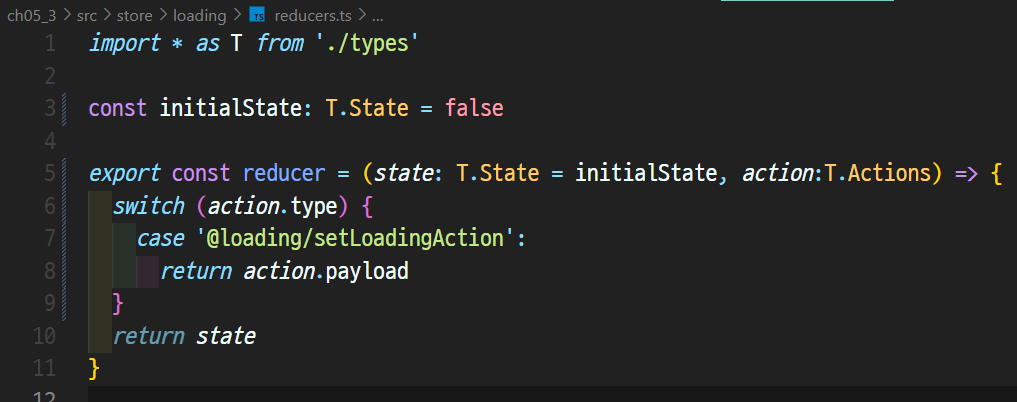 ch05_3 > src > store > loading > TS reducers.ts > ...
1 import * as T from './types'
2
3 const initialState: T.State = false
4
5 export const reducer = (state: T.State = initialState, action:T.Actions) => {
6   switch (action.type) {
7     case '@loading/setLoadingAction':
8       return action.payload
9   }
10   return state
11 }
12